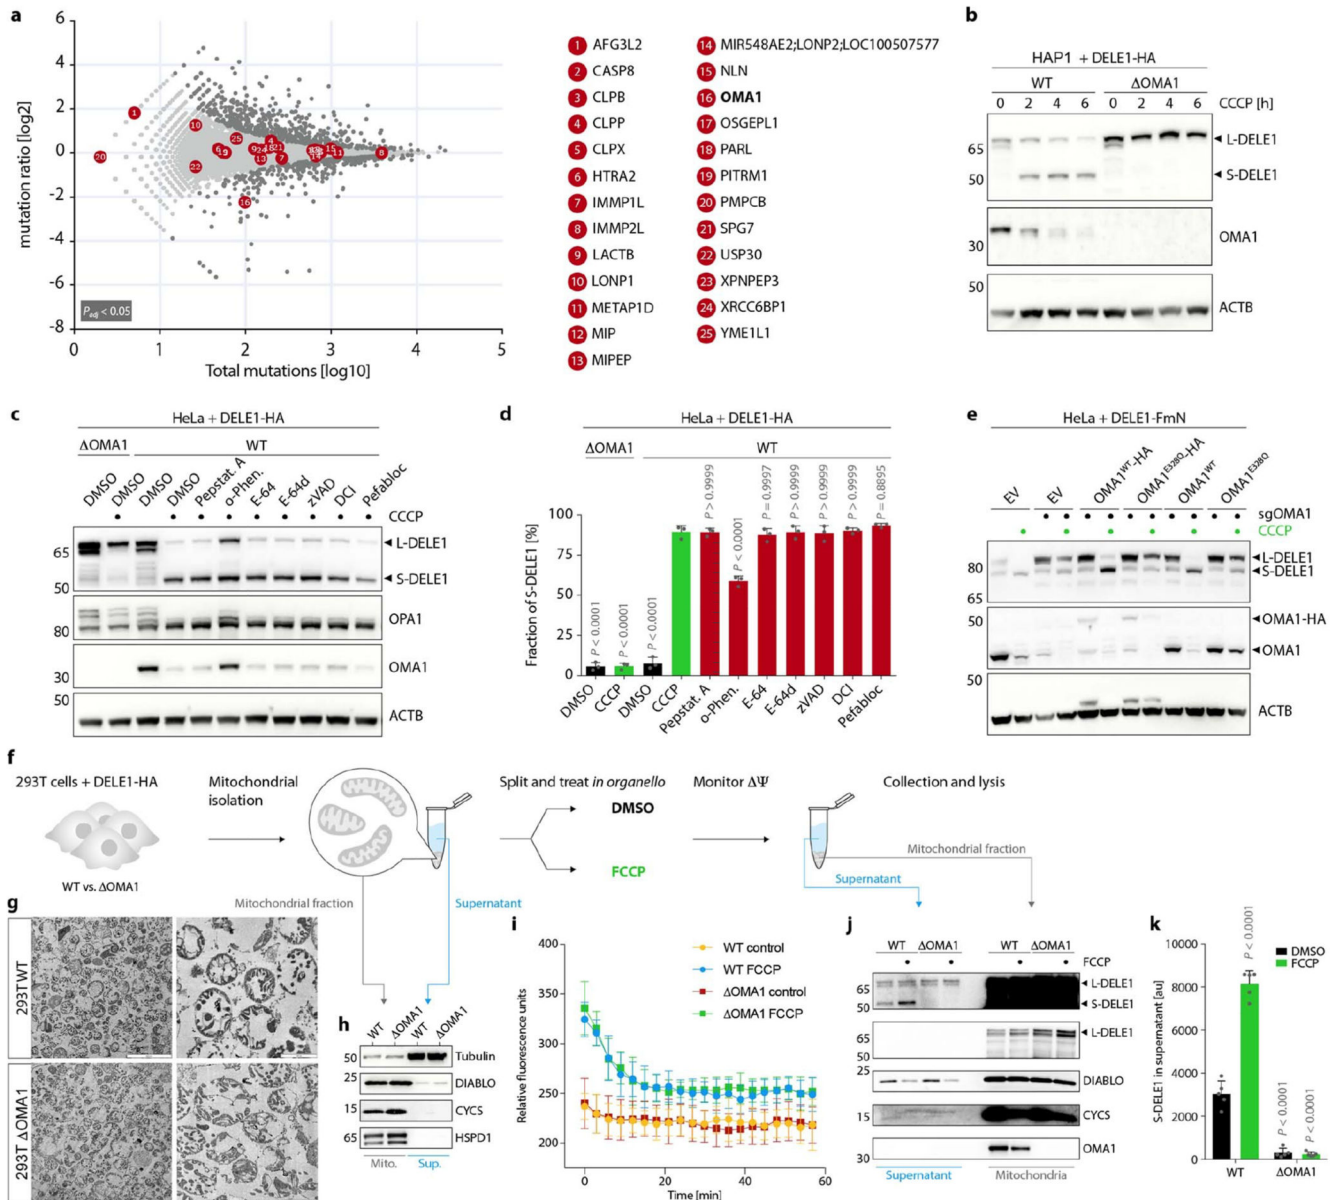 a
6
4
2
0
-2
-4
-6
-8
mutation ratio [log2]
Padj < 0.05
0 1 2 3 4 5
Total mutations [log10]
1 AFG3L2
2 CASP8
3 CLPB
4 CLPP
5 CLPX
6 HTRA2
7 IMMP1L
8 IMMP2L
9 LACTB
10 LONP1
11 METAP1D
12 MIP
13 MIPEP
14 MIR548AE2;LONP2;LOC100507577
15 NLN
16 OMA1
17 OSGEPL1
18 PARL
19 PITRM1
20 PMPCB
21 SPG7
22 USP30
23 XPNPEP3
24 XRCC6BP1
25 YME1L1
b
HAP1 + DELE1-HA
WT ΔOMA1
0 2 4 6 0 2 4 6 CCCP [h]
65 L-DELE1
50 S-DELE1
30 OMA1
50 ACTB
c
HeLa + DELE1-HA
ΔOMA1 WT
DMSO DMSO DMSO DMSO Pepstat. A o-Phen. E-64 E-64d zVAD DCI Pefabloc
CCCP
65 L-DELE1
50 S-DELE1
80 OPA1
30 OMA1
50 ACTB
d
HeLa + DELE1-HA
ΔOMA1 WT
Fraction of S-DELE1 [%]
100
75
50
25
0
P < 0.0001 P < 0.0001 P < 0.0001 P > 0.9999 P < 0.0001 P = 0.9997 P > 0.9999 P > 0.9999 P > 0.9999 P = 0.8895
DMSO CCCP DMSO CCCP Pepstat. A o-Phen. E-64 E-64d zVAD DCI Pefabloc
e
HeLa + DELE1-FmN
EV EV OMA1WT-HA OMA1E328Q-HA OMA1WT OMA1E328Q
sgOMA1
CCCP
80 L-DELE1
S-DELE1
65
50 OMA1-HA
OMA1
50 ACTB
f
293T cells + DELE1-HA
WT vs. ΔOMA1
Mitochondrial
isolation
Split and treat in organello
DMSO
FCCP
Monitor ΔΨ
Collection and lysis
Mitochondrial fraction
Supernatant
Mitochondrial fraction
Supernatant
g
293T WT
293T ΔOMA1
h
WT ΔOMA1 WT ΔOMA1
50 Tubulin
25 DIABLO
15 CYCS
65 HSPD1
Mito. Sup.
i
Relative fluorescence units
400
350
300
250
200
WT control
WT FCCP
ΔOMA1 control
ΔOMA1 FCCP
0 20 40 60
Time [min]
j
WT ΔOMA1 WT ΔOMA1
FCCP
65 L-DELE1
50 S-DELE1
65 L-DELE1
50
25 DIABLO
15 CYCS
30 OMA1
Supernatant Mitochondria
k
S-DELE1 in supernatant [au]
10000
8000
6000
4000
2000
0
P < 0.0001
P < 0.0001
P < 0.0001
DMSO
FCCP
WT ΔOMA1